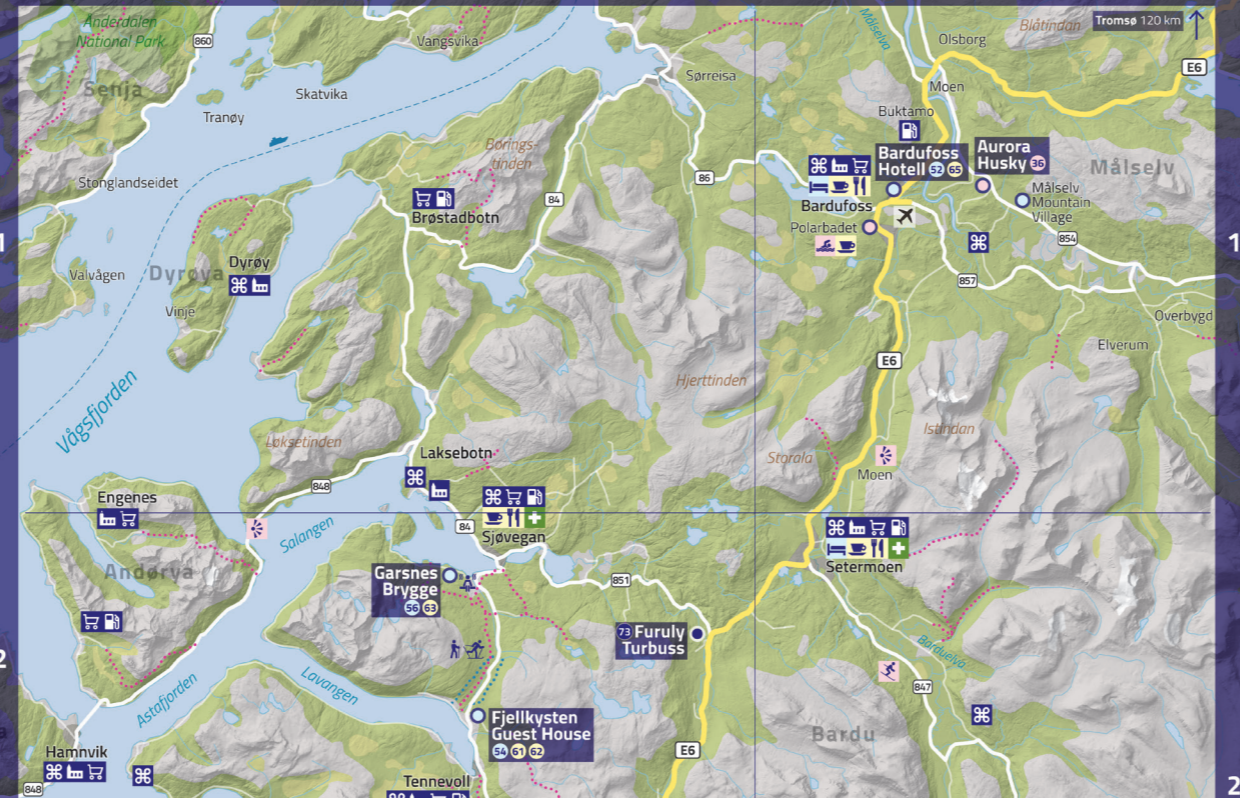 Ånderdalen
National Park
860
Vangsvika
Målselva
Olsborg
Blåtindan
Tromsø 120 km
E6
Senja
Skatvika
Sørreisa
Moen
Tranøy
Buktamo
Stonglandseidet
Borings-
tinden
86
Bardufoss
Hotell 52 65
Aurora
Husky 36
Målselv
84
Brøstadbotn
Bardufoss
Målselv
Mountain
Village
Polarbadet
854
1
1
Valvågen
Dyrøya
Dyrøy
857
Vinje
Overbygd
Elverum
E6
Hjerttinden
Vågsfjorden
Istindan
Løksetinden
Laksebotn
Storala
Moen
848
Engenes
Salangen
84
Sjøvegan
Setermoen
Andørya
Garsnes
Brygge
56 63
851
73 Furuly
Turbuss
Barduelva
2
2
Astafjorden
Lavangen
847
Fjellkysten
Guest House
54 61 62
Bardu
E6
Hamnvik
848
Tennevoll